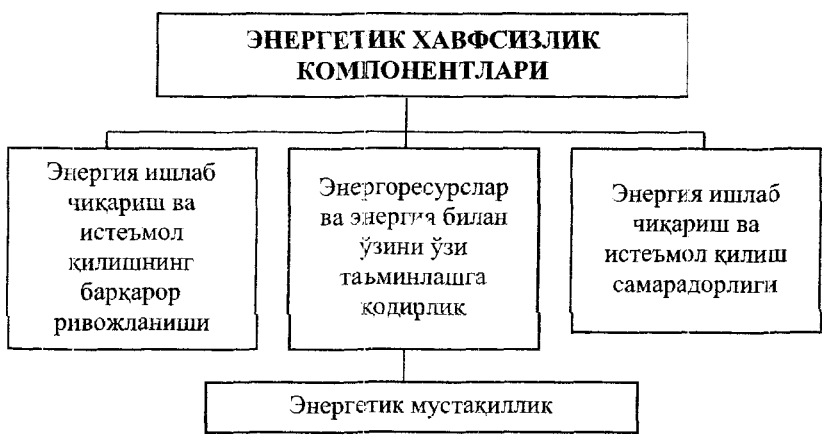 ЭНЕРГЕТИК ХАВФСИЗЛИК
КОМПОНЕНТЛАРИ
Энергия ишлаб
чиқариш ва
истеъмол
қилишнинг
барқарор
ривожланиши
Энергоресурслар
ва энергия билан
ўзини ўзи
таъминлашга
қодирлик
Энергия ишлаб
чиқариш ва
истеъмол қилиш
самарадорлиги
Энергетик мустақиллик